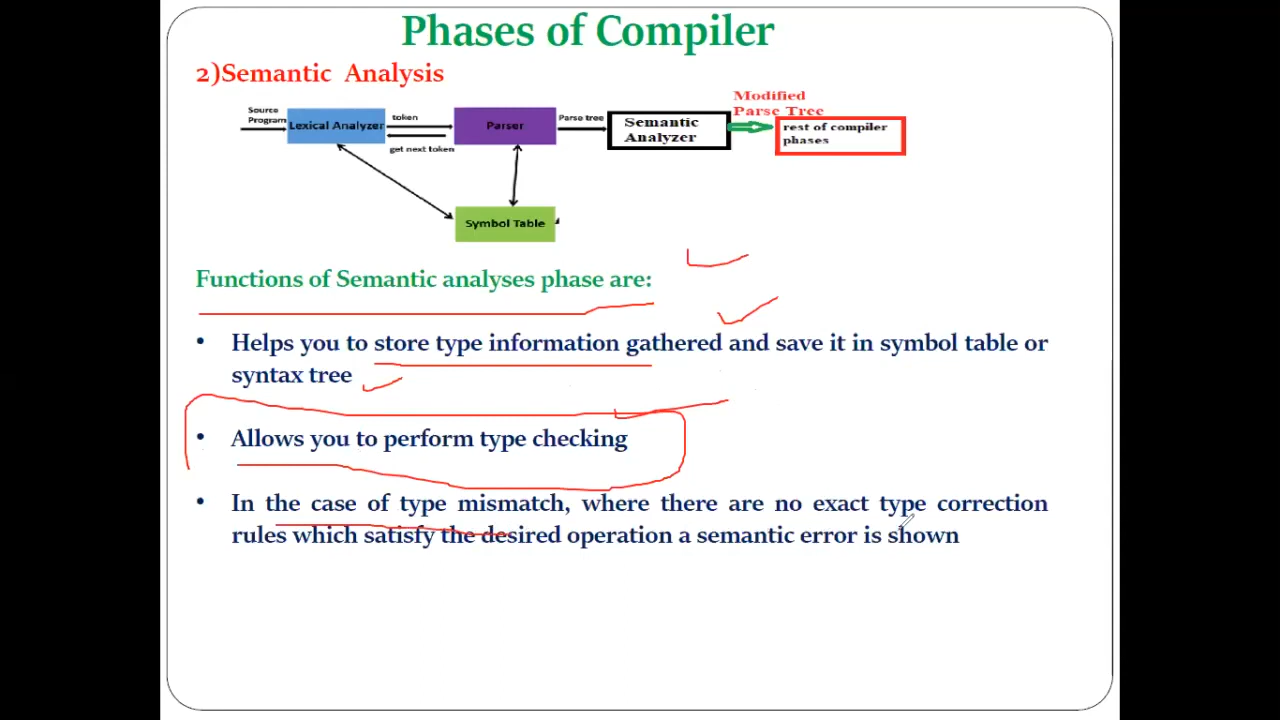 Phases of Compiler
2)Semantic Analysis
Source
Program
Lexical Analyzer
token
get next token
Parser
Parse tree
Semantic
Analyzer
Modified
Parse Tree
rest of compiler
phases
Symbol Table
Functions of Semantic analyses phase are:
• Helps you to store type information gathered and save it in symbol table or
syntax tree
• Allows you to perform type checking
• In the case of type mismatch, where there are no exact type correction
rules which satisfy the desired operation a semantic error is shown